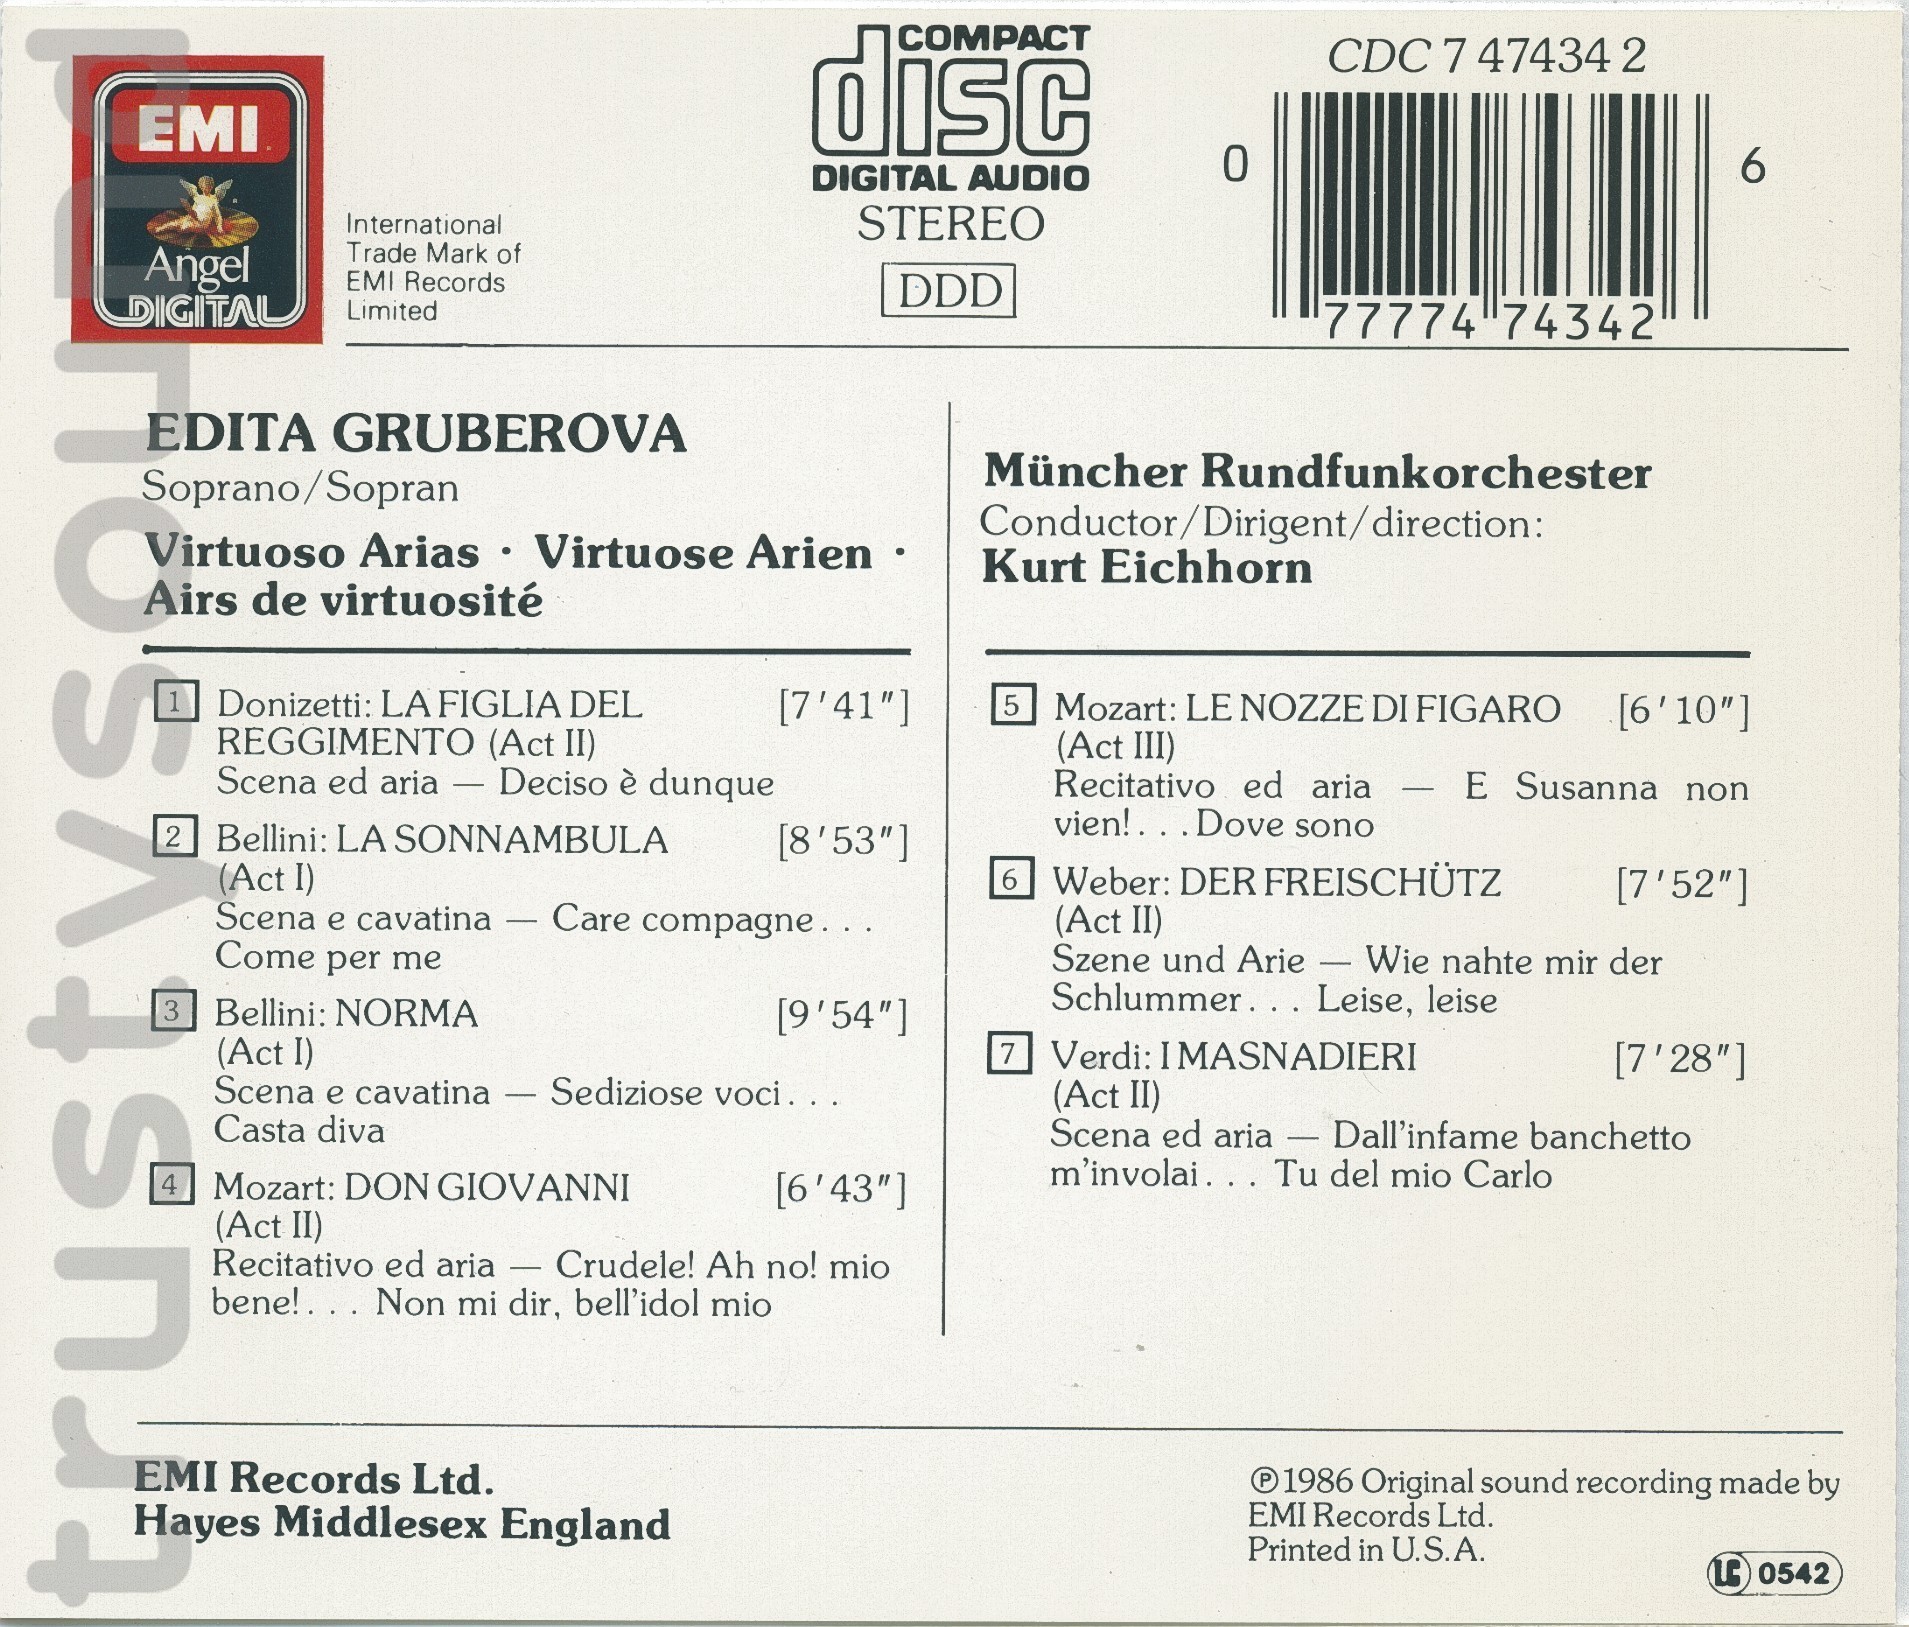 trustysound
EMI
Angel
DIGITAL
International
Trade Mark of
EMI Records
Limited
COMPACT
disc
DIGITAL AUDIO
STEREO
DDD
CDC 7 47434 2
0 77774 74342 6
EDITA GRUBEROVA
Soprano/Sopran
Virtuoso Arias · Virtuose Arien ·
Airs de virtuosité
1 Donizetti: LA FIGLIA DEL [7'41"]
REGGIMENTO (Act II)
Scena ed aria — Deciso è dunque
2 Bellini: LA SONNAMBULA [8'53"]
(Act I)
Scena e cavatina — Care compagne...
Come per me
3 Bellini: NORMA [9'54"]
(Act I)
Scena e cavatina — Sediziose voci...
Casta diva
4 Mozart: DON GIOVANNI [6'43"]
(Act II)
Recitativo ed aria — Crudele! Ah no! mio
bene!... Non mi dir, bell'idol mio
Müncher Rundfunkorchester
Conductor/Dirigent/direction:
Kurt Eichhorn
5 Mozart: LE NOZZE DI FIGARO [6'10"]
(Act III)
Recitativo ed aria — E Susanna non
vien!...Dove sono
6 Weber: DER FREISCHÜTZ [7'52"]
(Act II)
Szene und Arie — Wie nahte mir der
Schlummer... Leise, leise
7 Verdi: I MASNADIERI [7'28"]
(Act II)
Scena ed aria — Dall'infame banchetto
m'involai... Tu del mio Carlo
EMI Records Ltd.
Hayes Middlesex England
℗1986 Original sound recording made by
EMI Records Ltd.
Printed in U.S.A.
LC 0542